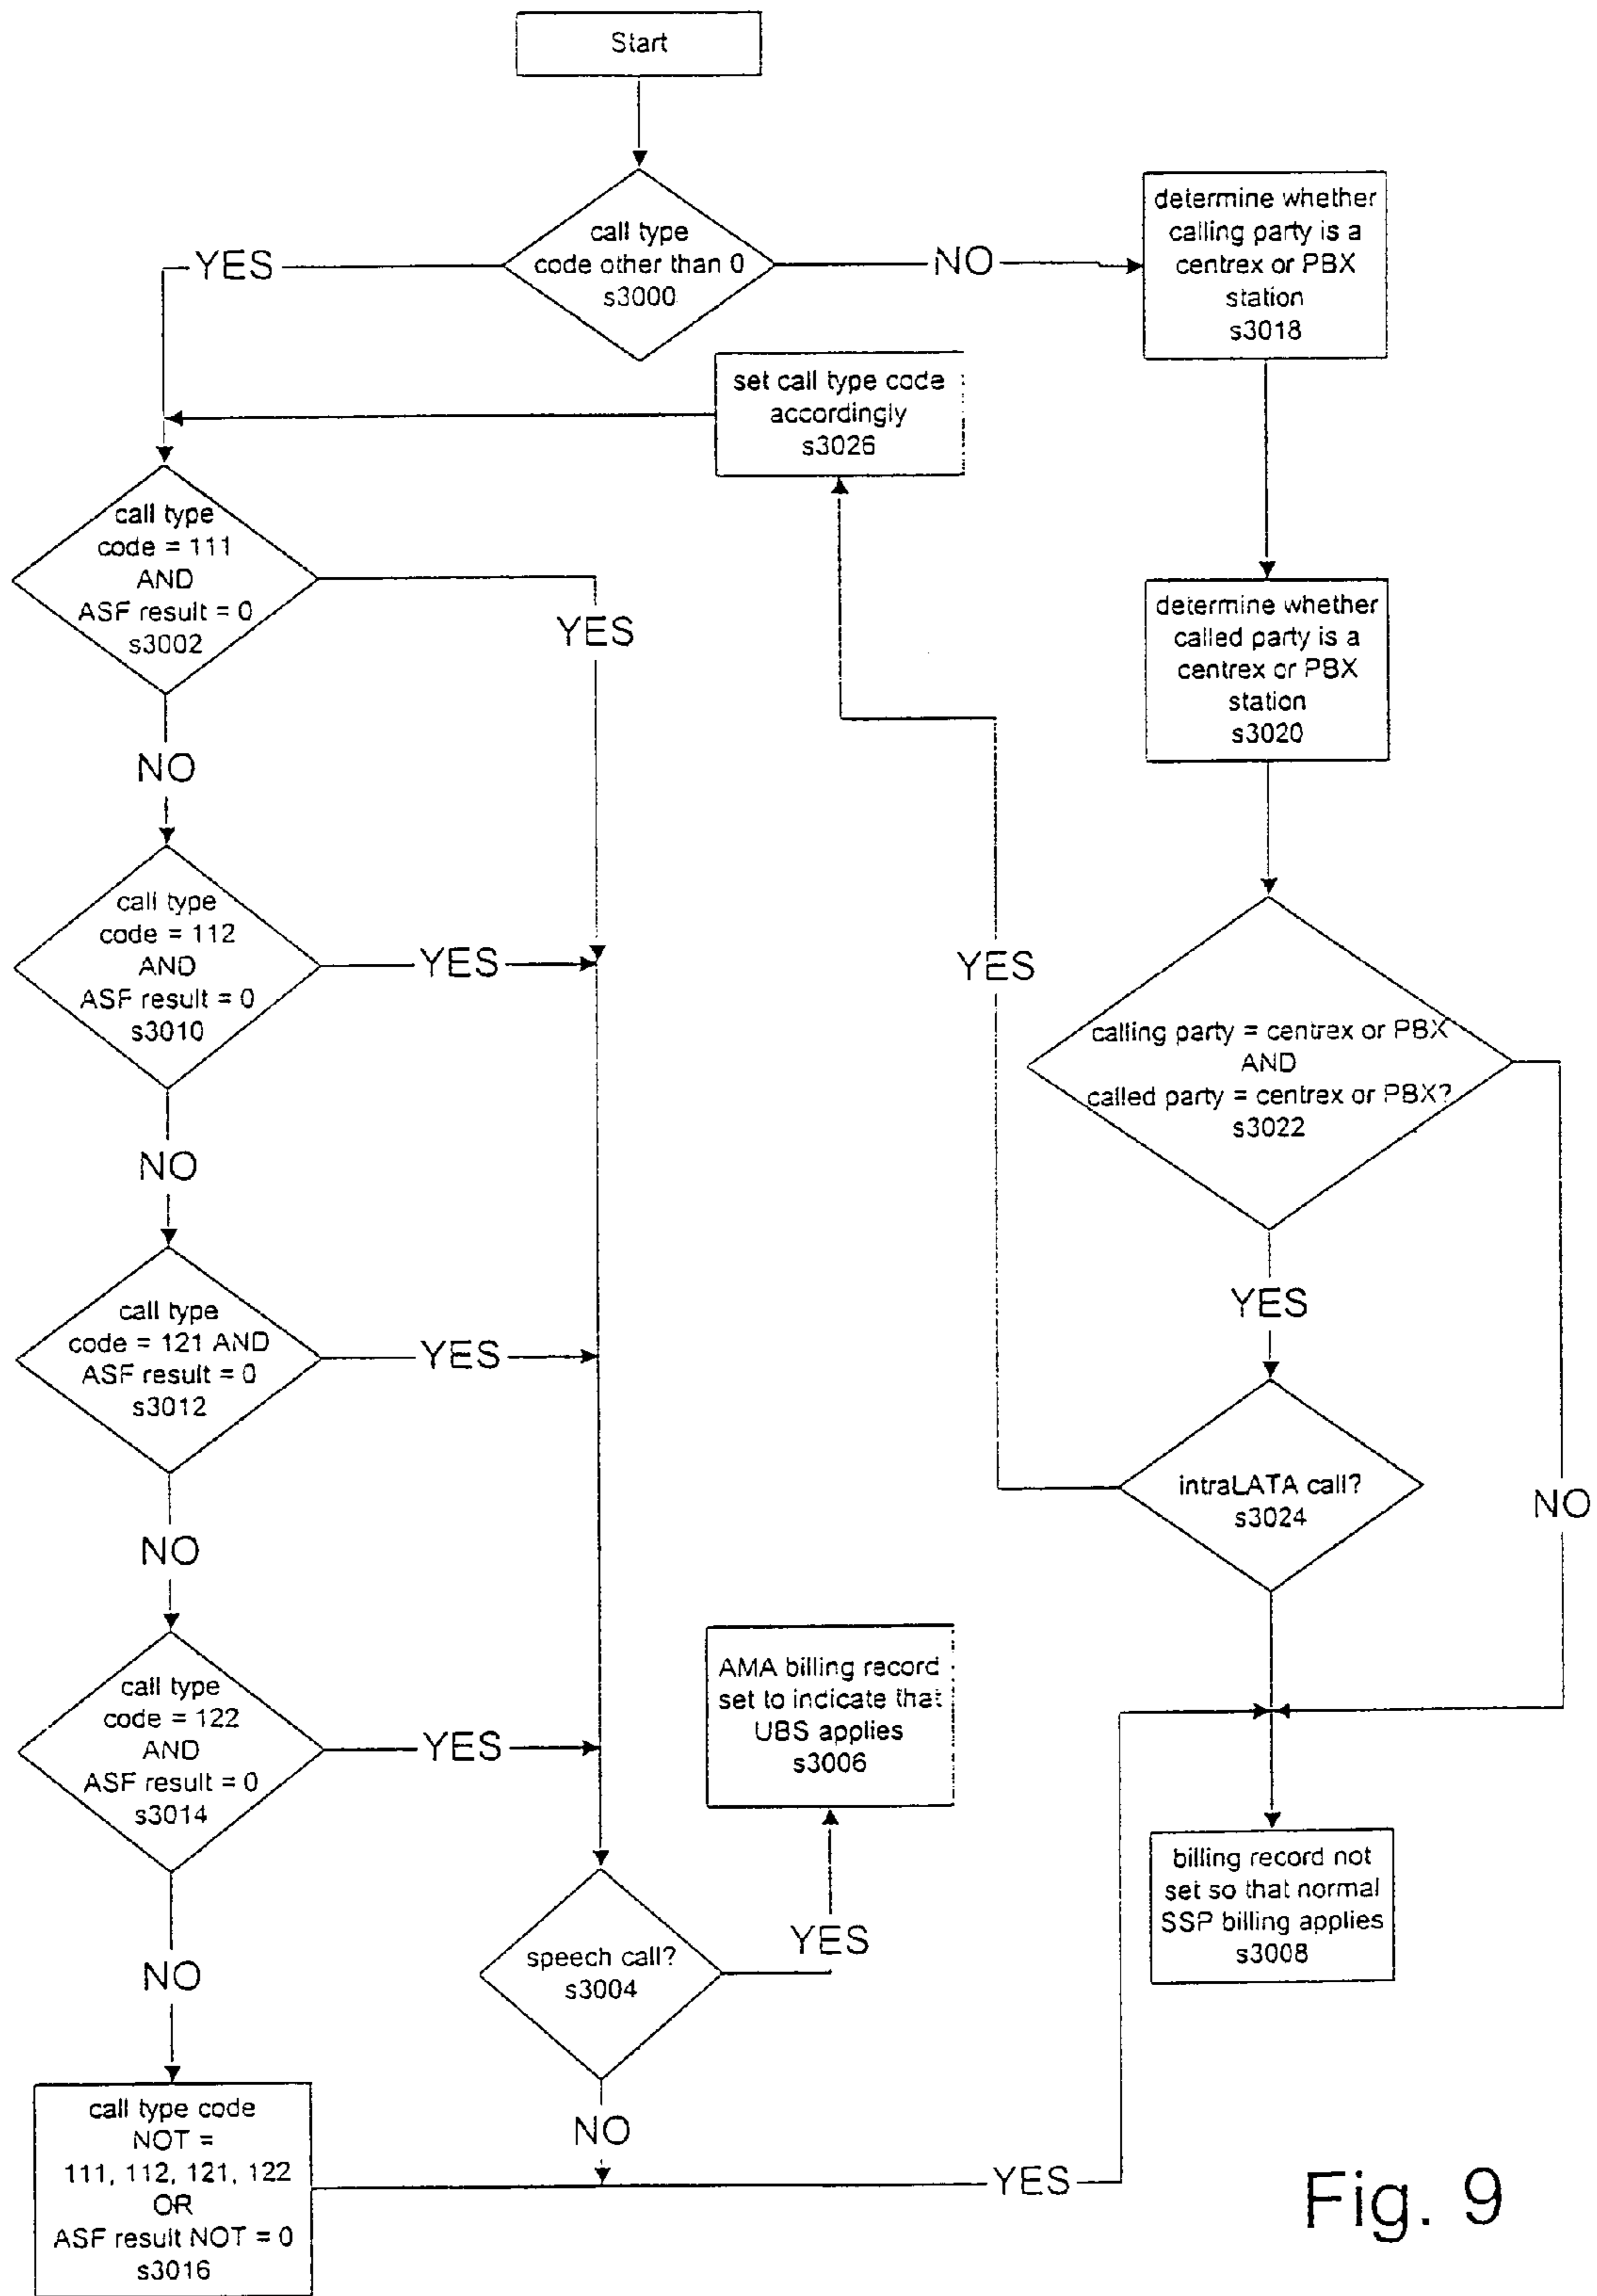 Start
call type
code other than 0
s3000
YES
NO
determine whether
calling party is a
centrex or PBX
station
s3018
set call type code
accordingly
s3026
call type
code = 111
AND
ASF result = 0
s3002
YES
NO
determine whether
called party is a
centrex or PBX
station
s3020
call type
code = 112
AND
ASF result = 0
s3010
YES
NO
YES
calling party = centrex or PBX
AND
called party = centrex or PBX?
s3022
YES
NO
call type
code = 121 AND
ASF result = 0
s3012
YES
NO
intraLATA call?
s3024
call type
code = 122
AND
ASF result = 0
s3014
YES
NO
AMA billing record
set to indicate that
UBS applies
s3006
YES
speech call?
s3004
NO
billing record not
set so that normal
SSP billing applies
s3008
call type code
NOT =
111, 112, 121, 122
OR
ASF result NOT = 0
s3016
YES
Fig. 9